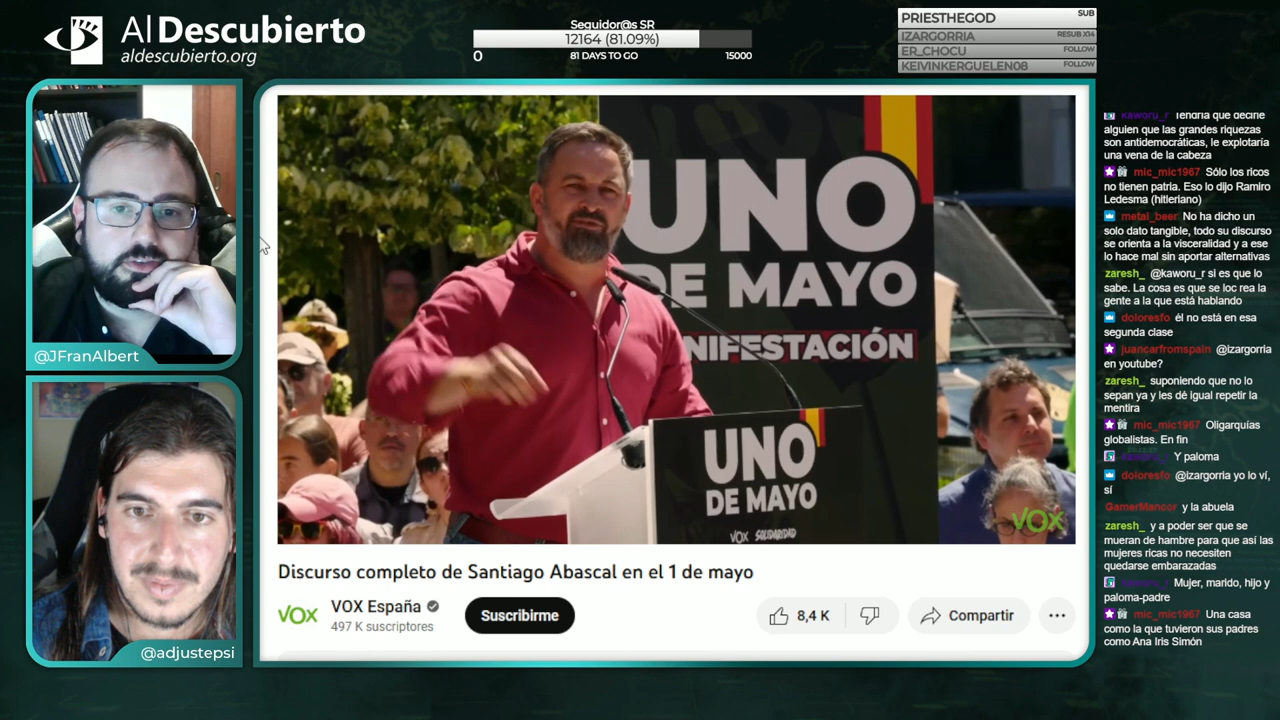 Al Descubierto
aldescubierto.org
Seguidor@s SR
12164 (81.09%)
0
81 DAYS TO GO
15000
PRIESTHEGOD SUB
IZARGORRIA RESUB X14
ER_CHOCU FOLLOW
KEIVINKERGUELEN08 FOLLOW
@JFranAlbert
@adjustepsi
UNO
DE MAYO
NIFESTACIÓN
UNO
DE MAYO
VOX SOLIDARIDAD
VOX
Discurso completo de Santiago Abascal en el 1 de mayo
VOX
VOX España
497 K suscriptores
Suscribirme
8,4 K
Compartir
kaworu_r Tendría que decirle
alguien que las grandes riquezas
son antidemocráticas, le explotaría
una vena de la cabeza
mic_mic1967 Sólo los ricos
no tienen patria. Eso lo dijo Ramiro
Ledesma (hitleriano)
metal_beer No ha dicho un
solo dato tangible, todo su discurso
se orienta a la visceralidad y a ese
lo hace mal sin aportar alternativas
zaresh_ @kaworu_r si es que lo
sabe. La cosa es que se loc rea la
gente a la que está hablando
doloresfo él no está en esa
segunda clase
juancarfromspain @izargorria
en youtube?
zaresh_ suponiendo que no lo
sepan ya y les dé igual repetir la
mentira
mic_mic1967 Olígarquías
globalistas. En fin
kaworu_r Y paloma
doloresfo @izargorria yo lo ví,
sí
GamerMancor y la abuela
zaresh_ y a poder ser que se
mueran de hambre para que así las
mujeres ricas no necesiten
quedarse embarazadas
kaworu_r Mujer, marido, hijo y
paloma-padre
mic_mic1967 Una casa
como la que tuvieron sus padres
como Ana Iris Simón